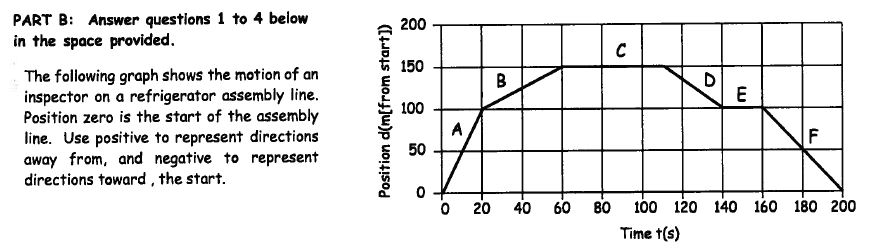 PART B: Answer questions 1 to 4 below
in the space provided.
The following graph shows the motion of an
inspector on a refrigerator assembly line.
Position zero is the start of the assembly
line. Use positive to represent directions
away from, and negative to represent
directions toward , the start.
Position d(m[from start])
200
150
100
50
0
A
B
C
D
E
F
0 20 40 60 80 100 120 140 160 180 200
Time t(s)